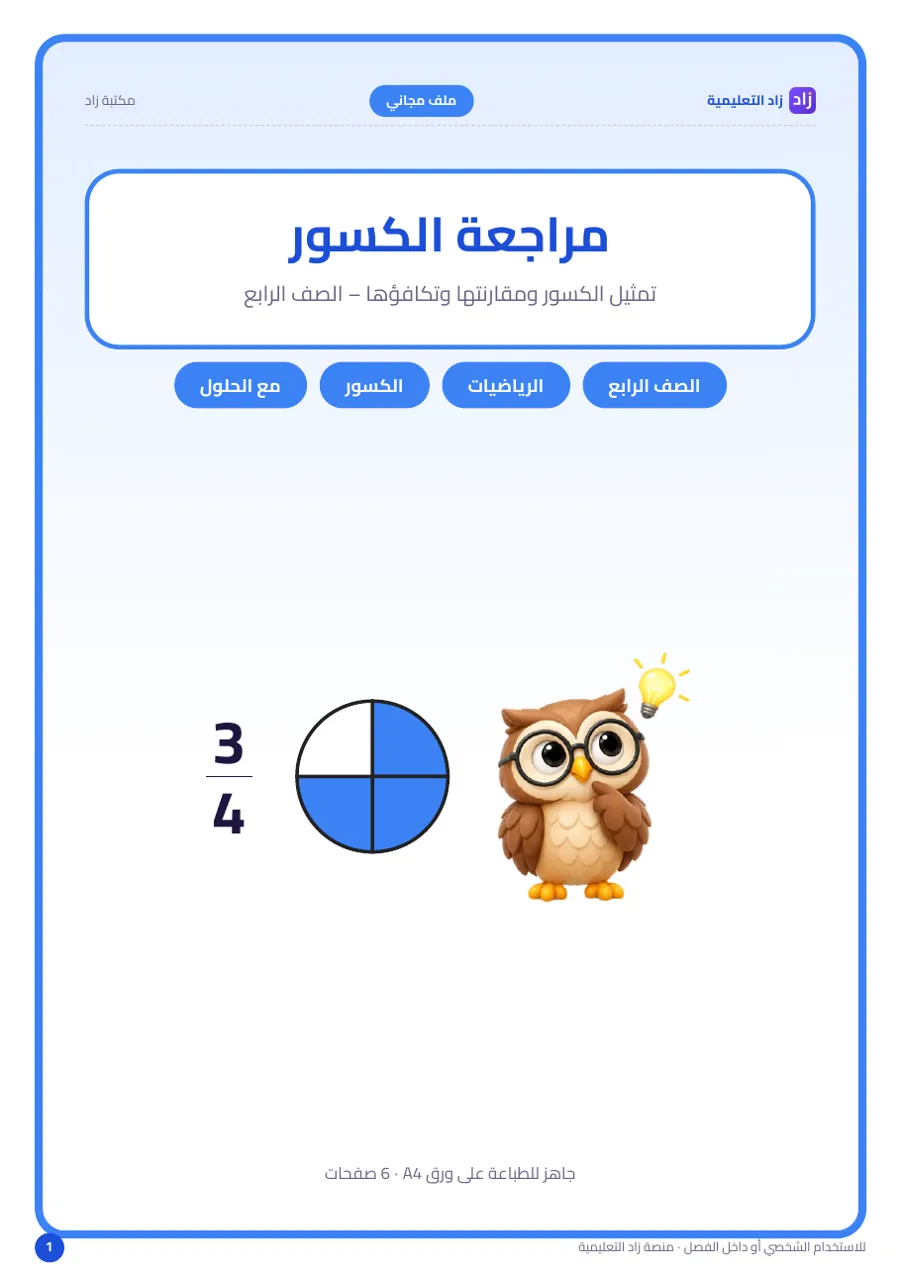 زاد زاد التعليمية
ملف مجاني
مكتبة زاد
مراجعة الكسور
تمثيل الكسور ومقارنتها وتكافؤها – الصف الرابع
الصف الرابع
الرياضيات
الكسور
مع الحلول
3
4
جاهز للطباعة على ورق A4 · 6 صفحات
للاستخدام الشخصي أو داخل الفصل · منصة زاد التعليمية
1